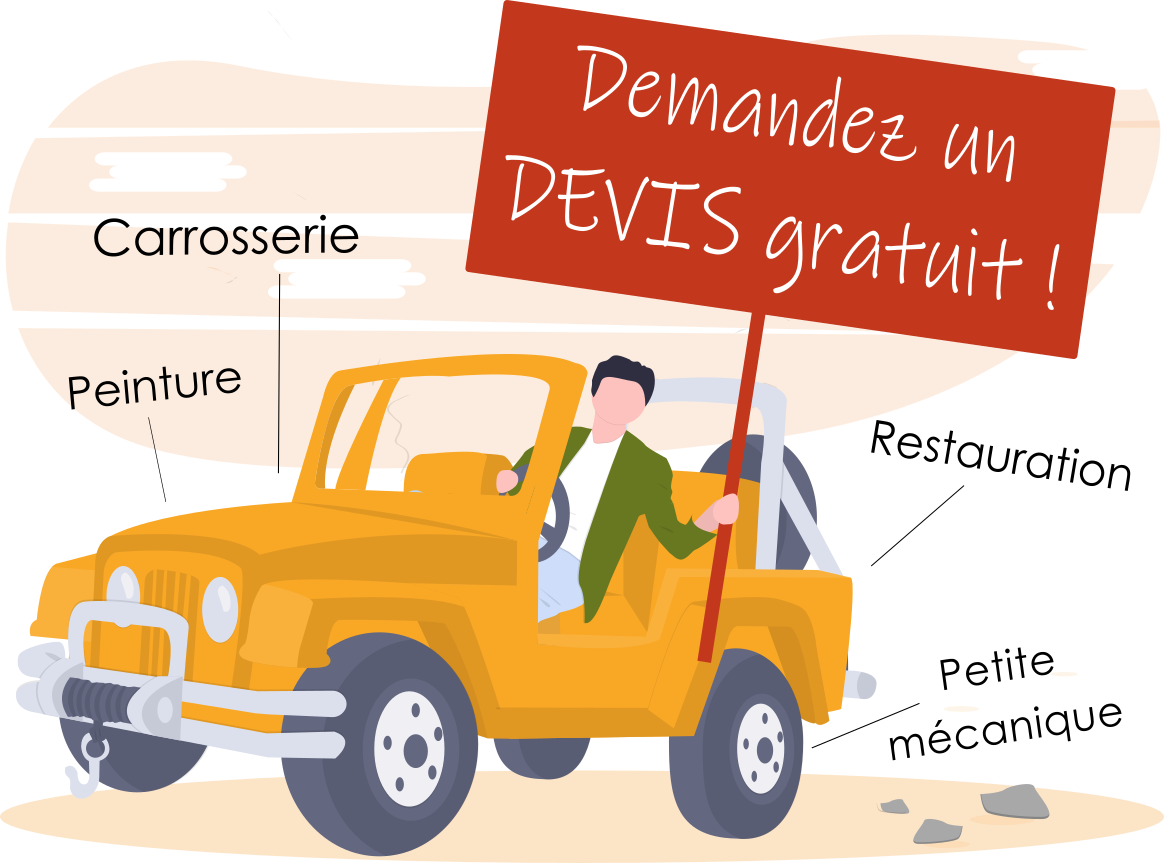 Demandez un
DEVIS gratuit !
Carrosserie
Peinture
Restauration
Petite
mécanique